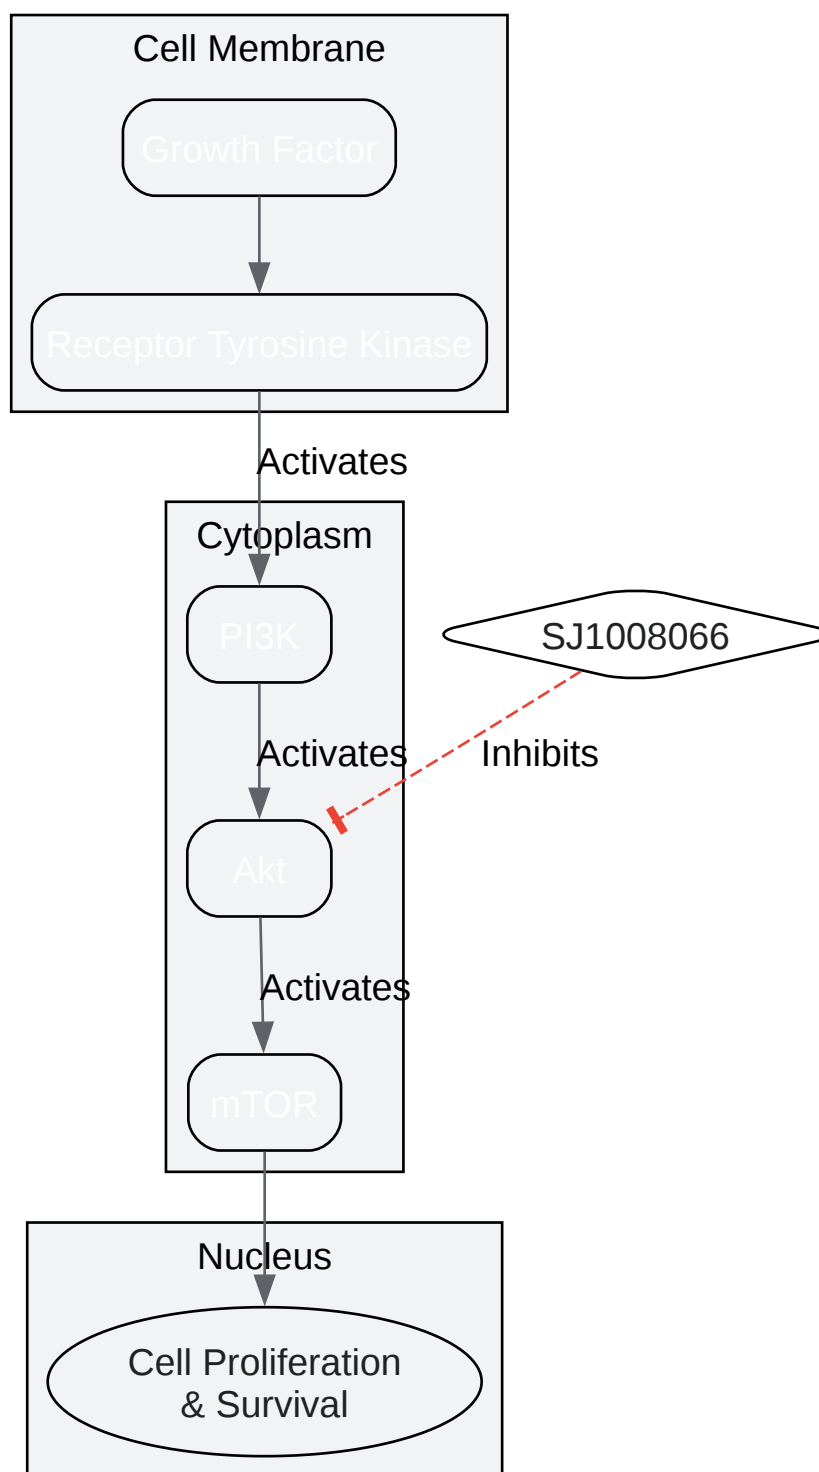 Cell Membrane
Growth Factor
Receptor Tyrosine Kinase
Activates
Cytoplasm
PI3K
SJ1008066
Activates
Inhibits
Akt
Activates
mTOR
Nucleus
Cell Proliferation
& Survival